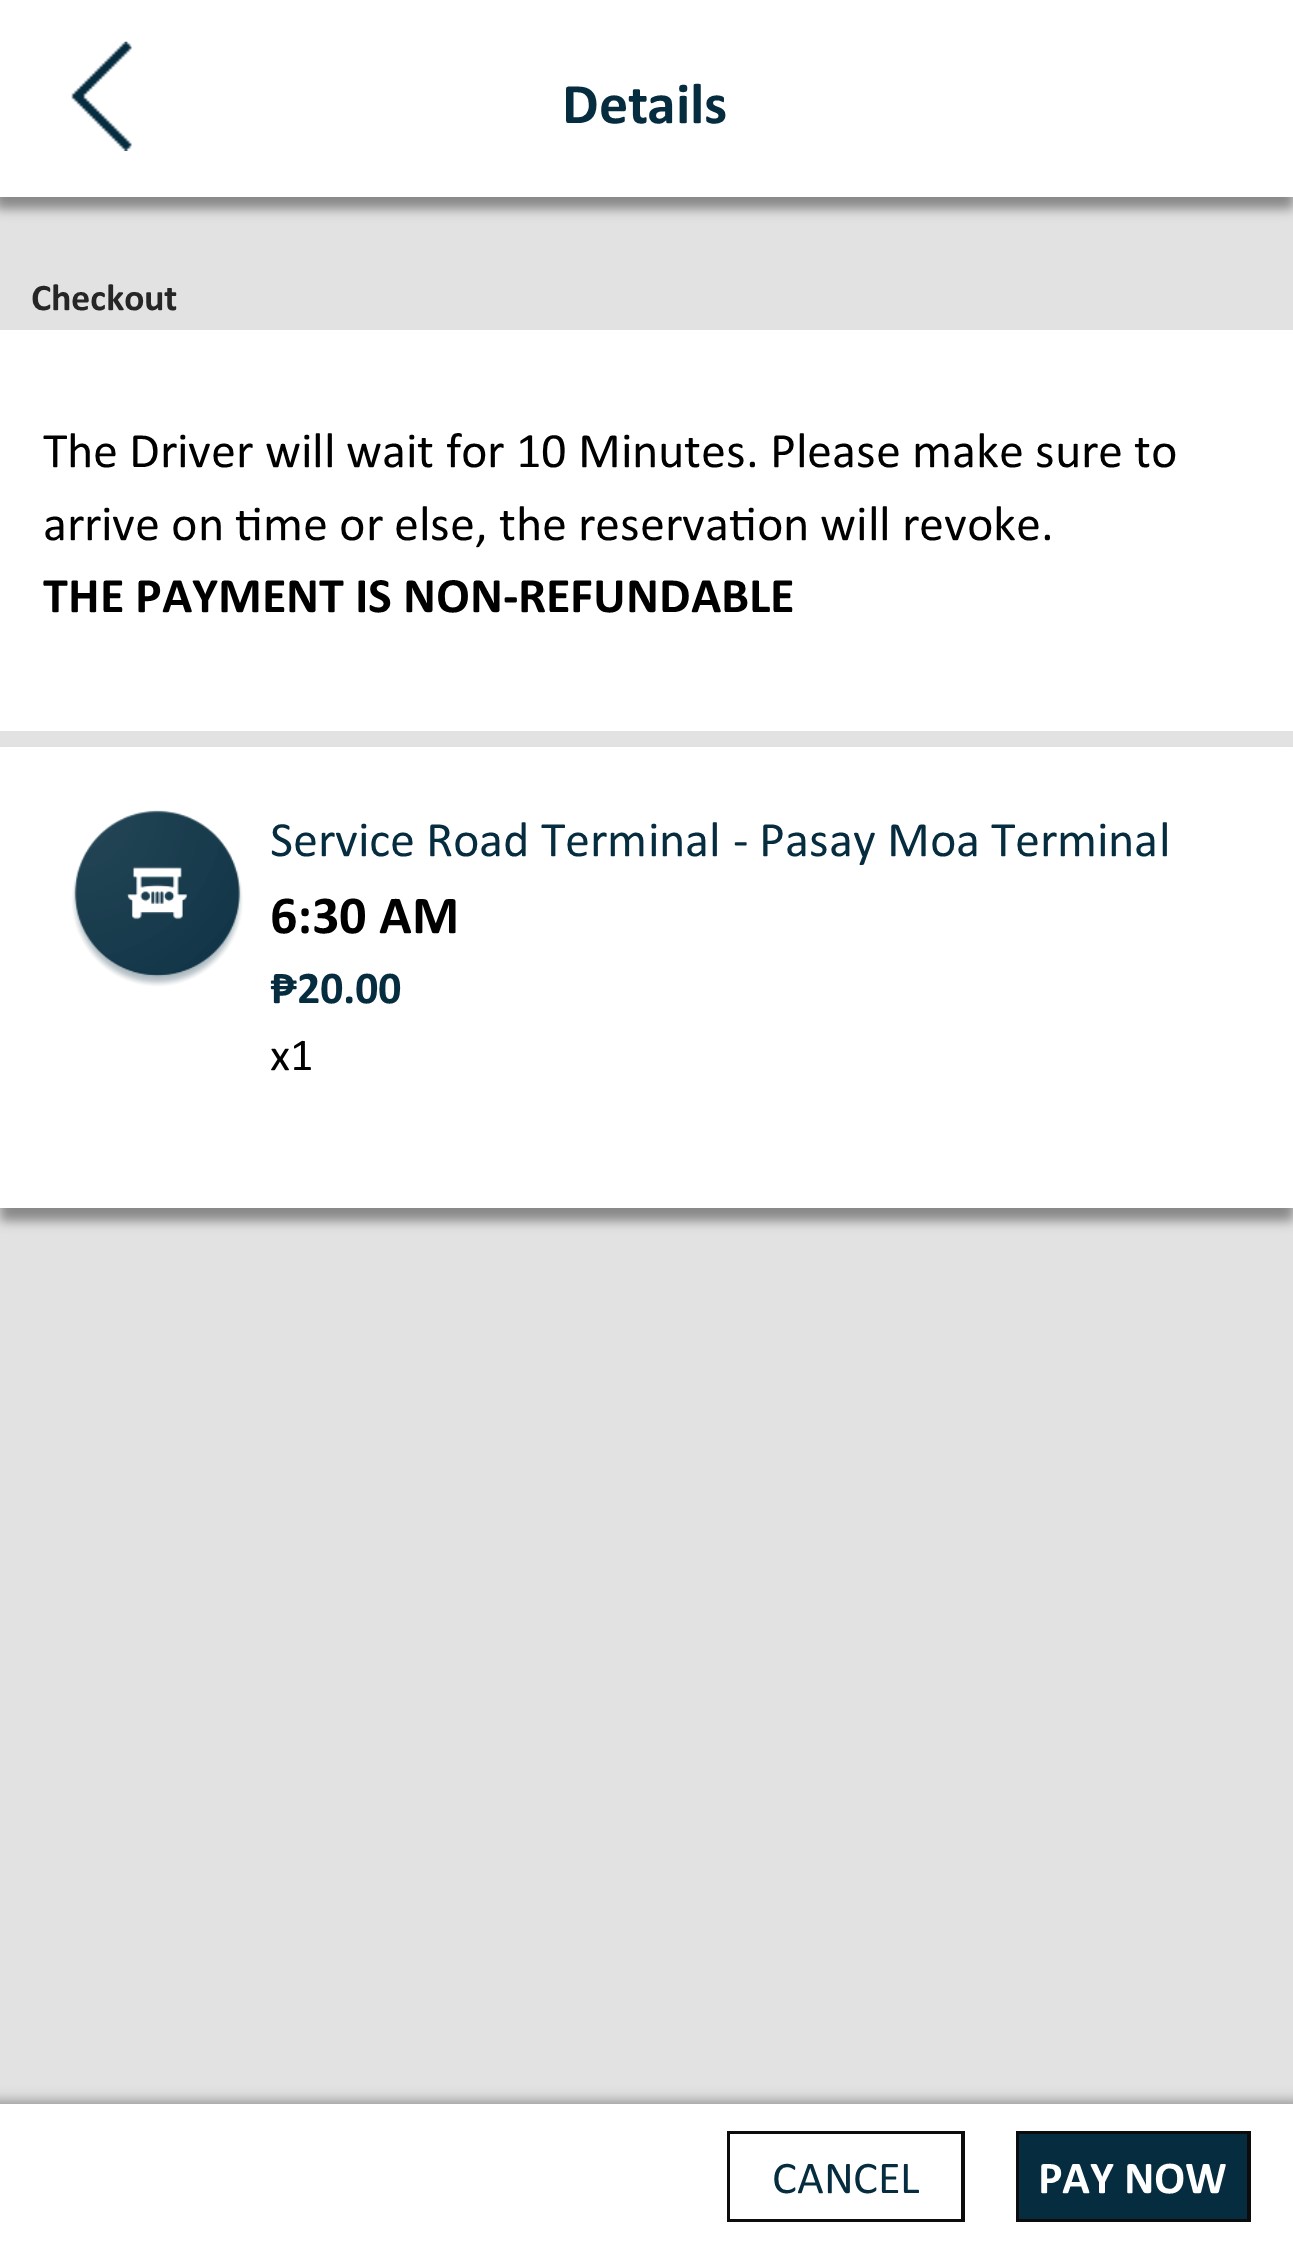 Details
Checkout
The Driver will wait for 10 Minutes. Please make sure to
arrive on time or else, the reservation will revoke.
THE PAYMENT IS NON-REFUNDABLE
Service Road Terminal - Pasay Moa Terminal
6:30 AM
₱20.00
x1
CANCEL
PAY NOW